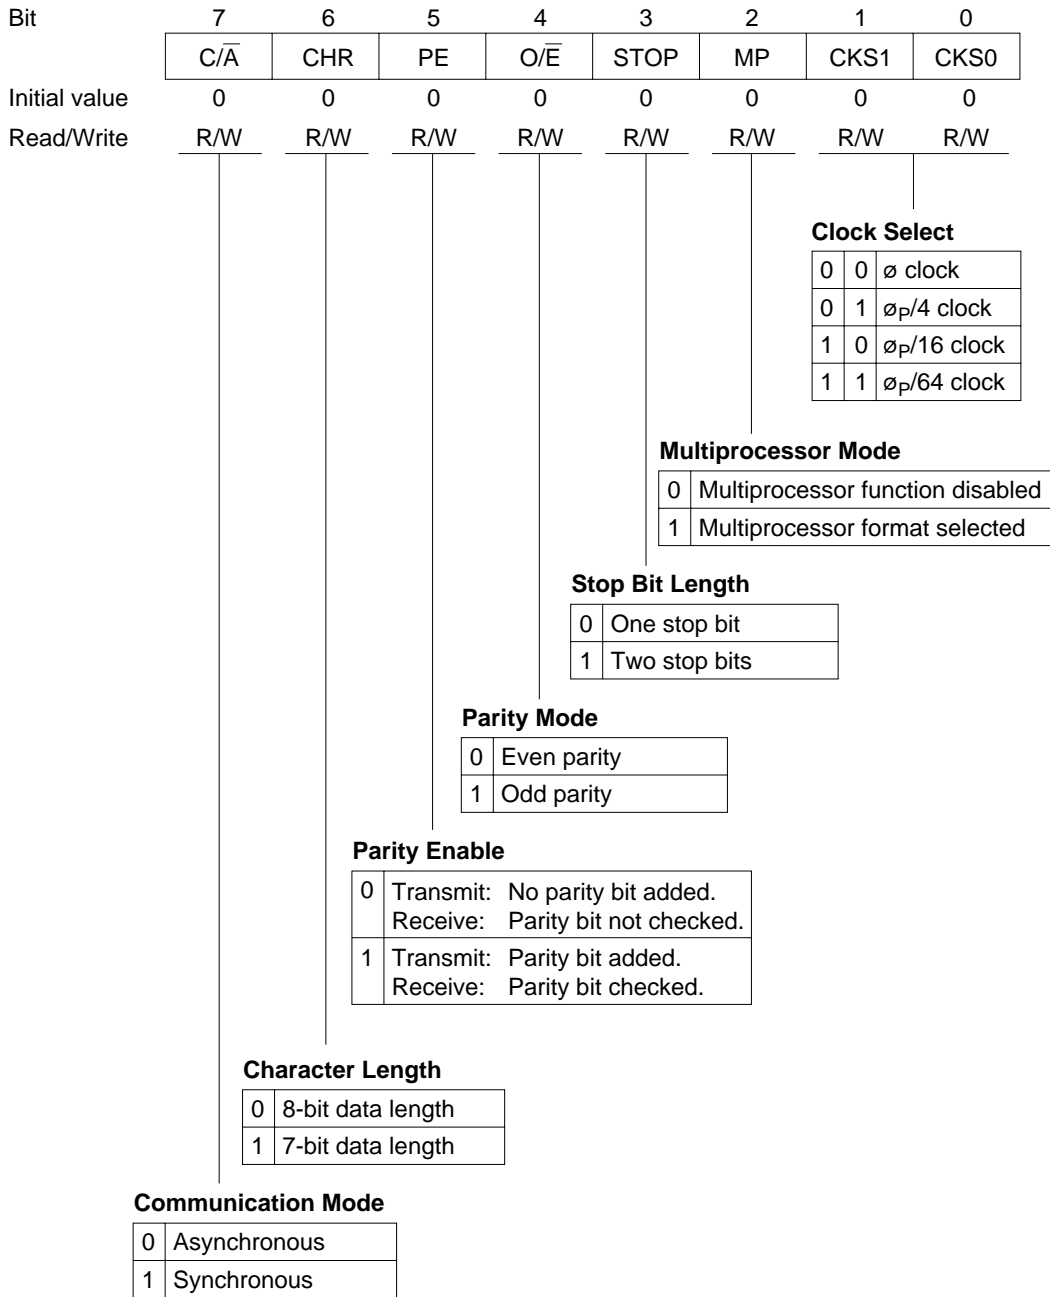 Bit 7 6 5 4 3 2 1 0
C/A̅ CHR PE O/E̅ STOP MP CKS1 CKS0
Initial value 0 0 0 0 0 0 0 0
Read/Write R/W R/W R/W R/W R/W R/W R/W R/W
Clock Select
0 0 ø clock
0 1 øP/4 clock
1 0 øP/16 clock
1 1 øP/64 clock
Multiprocessor Mode
0 Multiprocessor function disabled
1 Multiprocessor format selected
Stop Bit Length
0 One stop bit
1 Two stop bits
Parity Mode
0 Even parity
1 Odd parity
Parity Enable
0 Transmit: No parity bit added.
Receive: Parity bit not checked.
1 Transmit: Parity bit added.
Receive: Parity bit checked.
Character Length
0 8-bit data length
1 7-bit data length
Communication Mode
0 Asynchronous
1 Synchronous